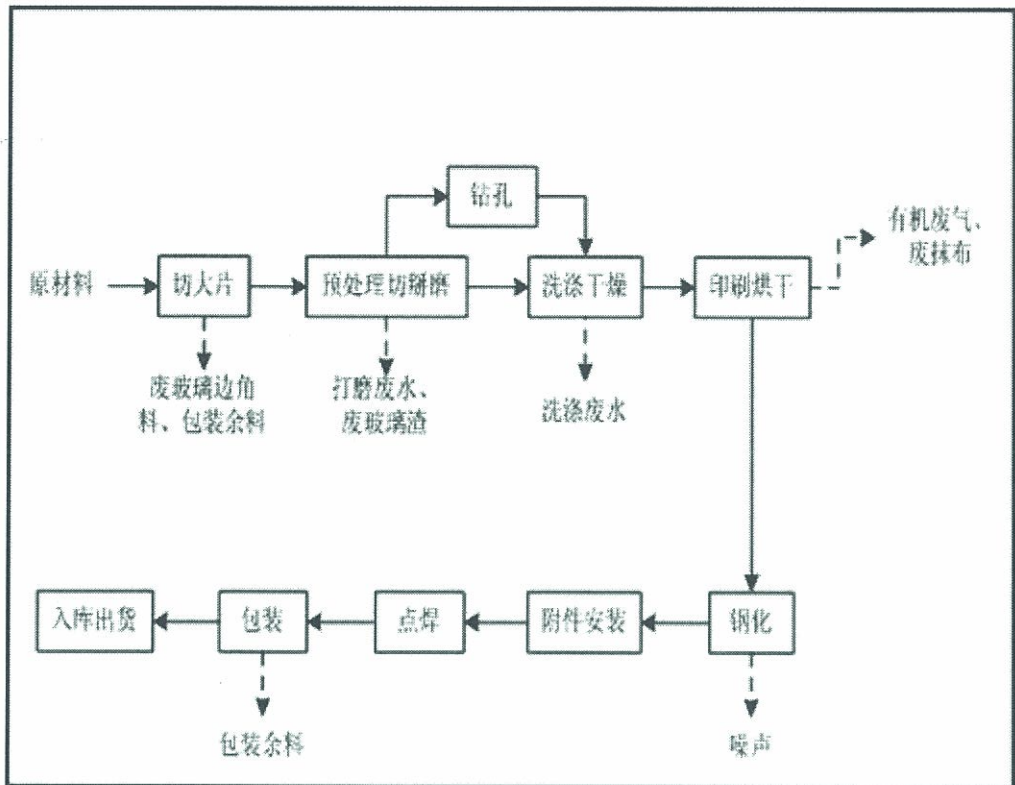 钻孔
有机废气、
废抹布
原材料
切大片
预处理切掰磨
洗涤干燥
印刷烘干
废玻璃边角
料、包装余料
打磨废水、
废玻璃渣
洗涤废水
入库出货
包装
点焊
附件安装
钢化
包装余料
噪声